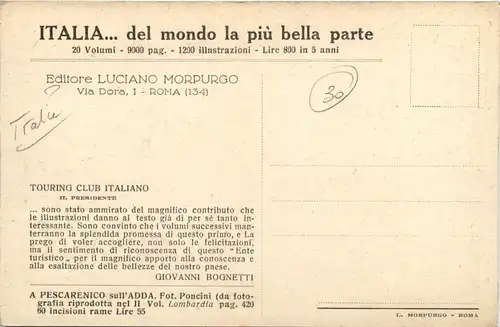 ITALIA... del mondo la più bella parte
20 Volumi - 9000 pag. - 1200 illustrazioni - Lire 800 in 5 anni
Editore LUCIANO MORPURGO
Via Dora, 1 - ROMA (134)
30
Italie
TOURING CLUB ITALIANO
IL PRESIDENTE
... sono stato ammirato del magnifico contributo che
le illustrazioni danno al testo già di per sè tanto in-
teressante. Sono convinto che i volumi successivi man-
terranno la splendida promessa di questo primo, e La
prego di voler accogliere, non solo le felicitazioni,
ma il sentimento di riconoscenza di questo "Ente
turistico„ per il magnifico apporto alla conoscenza e
alla esaltazione delle bellezze del nostro paese.
GIOVANNI BOGNETTI
A PESCARENICO sull'ADDA. Fot. Poncini (da foto-
grafia riprodotta nel II Vol. Lombardia pag. 420
60 incisioni rame Lire 55
L. MORPURGO - ROMA